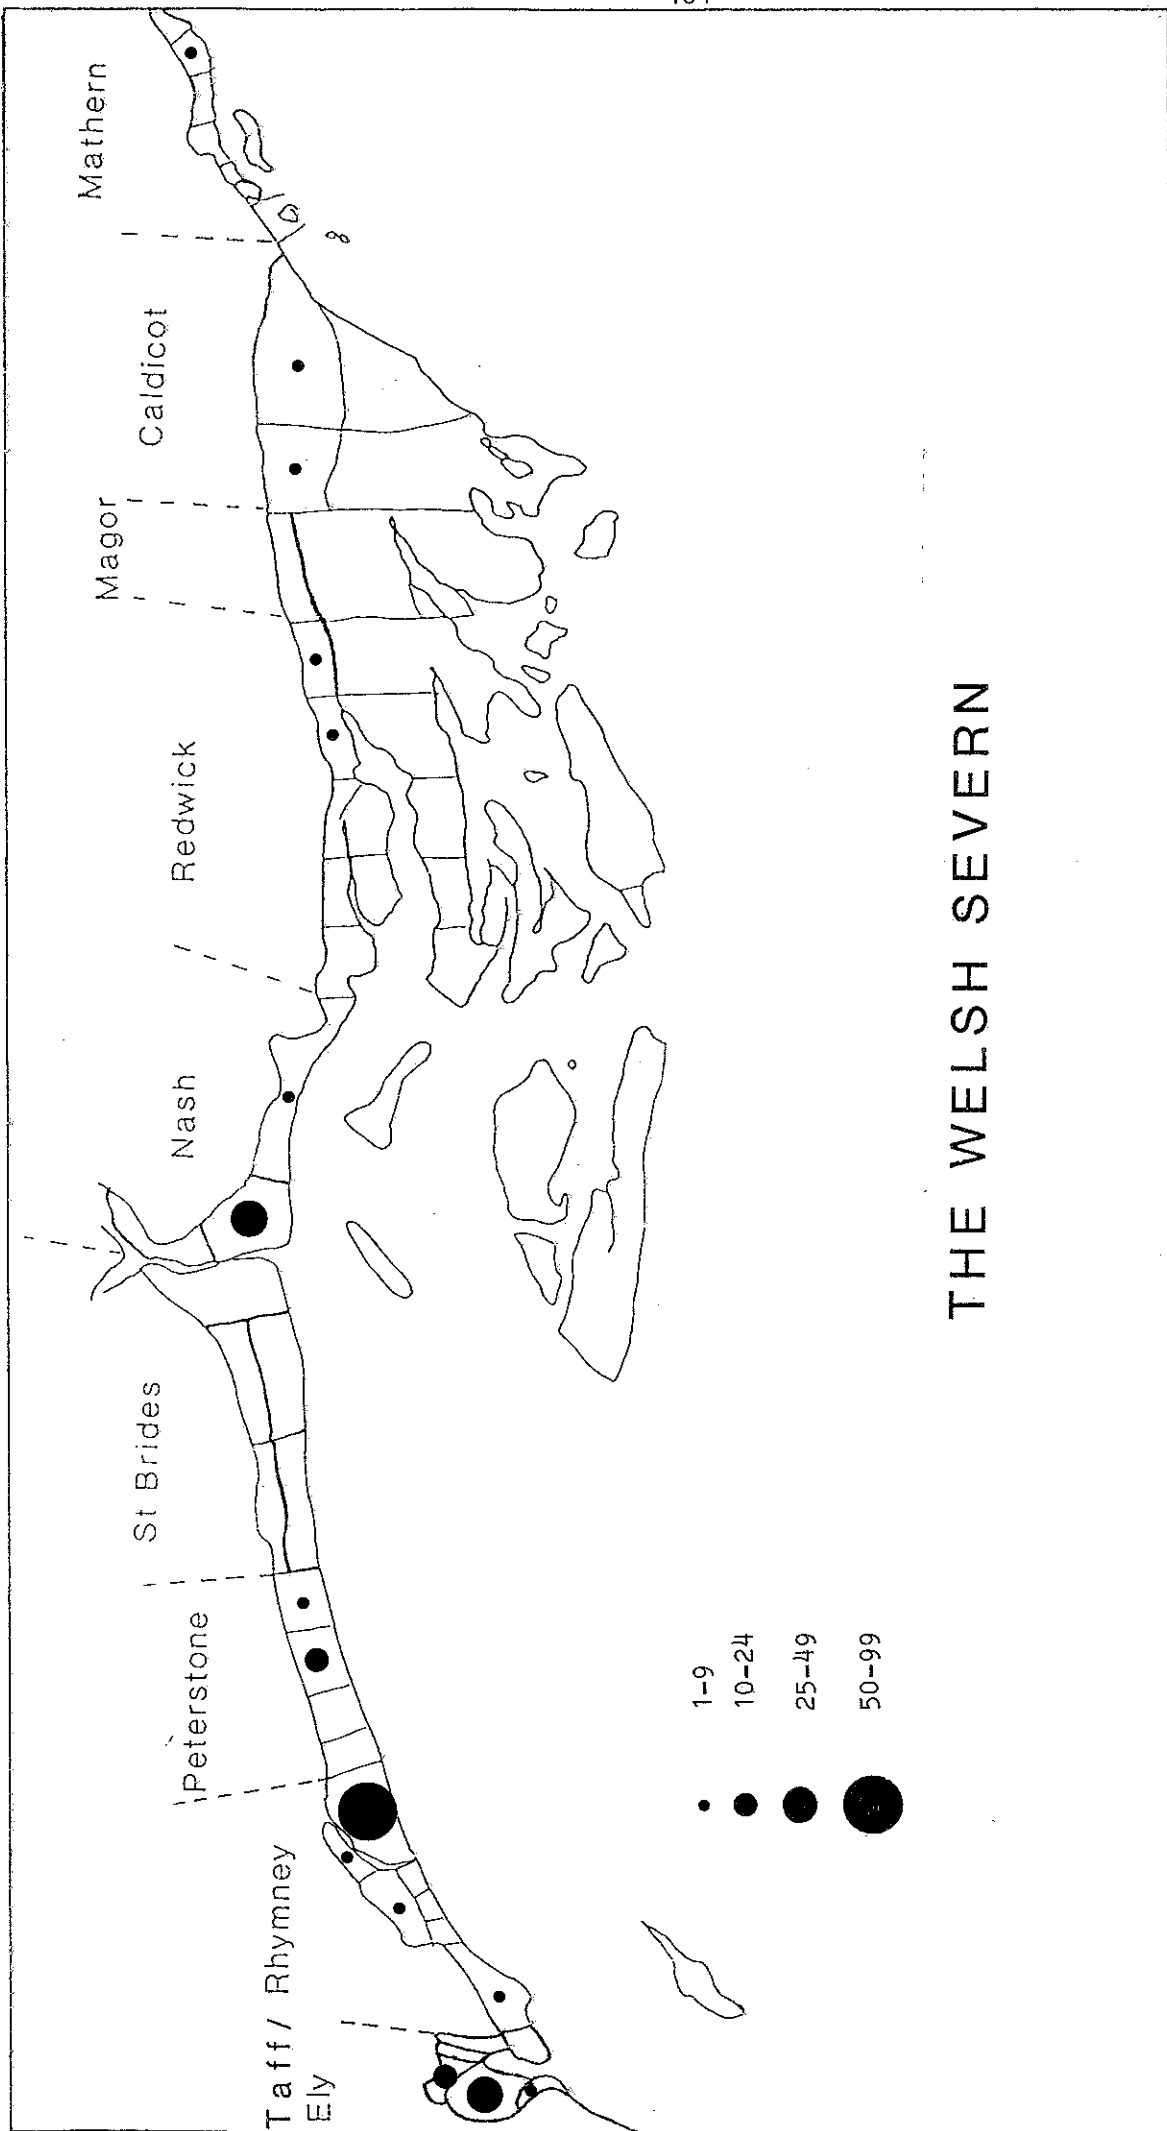 Taff/ Rhymney
Ely
Peterstone
St Brides
Nash
Redwick
Magor
Caldicot
Mathern
1-9
10-24
25-49
50-99
THE WELSH SEVERN